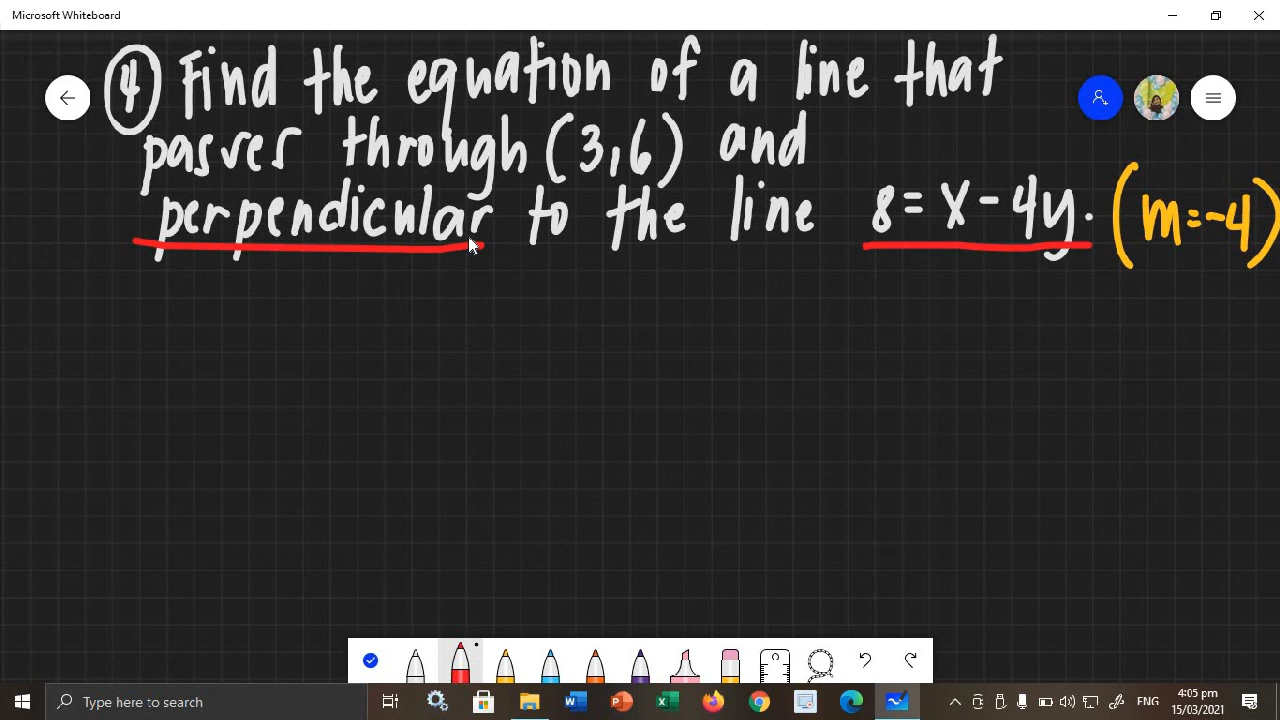 Microsoft Whiteboard
④ Find the equation of a line that
passes through (3,6) and
perpendicular to the line 8 = x - 4y. (m = -4)
Type here to search
ENG
4:05 pm
15/03/2021